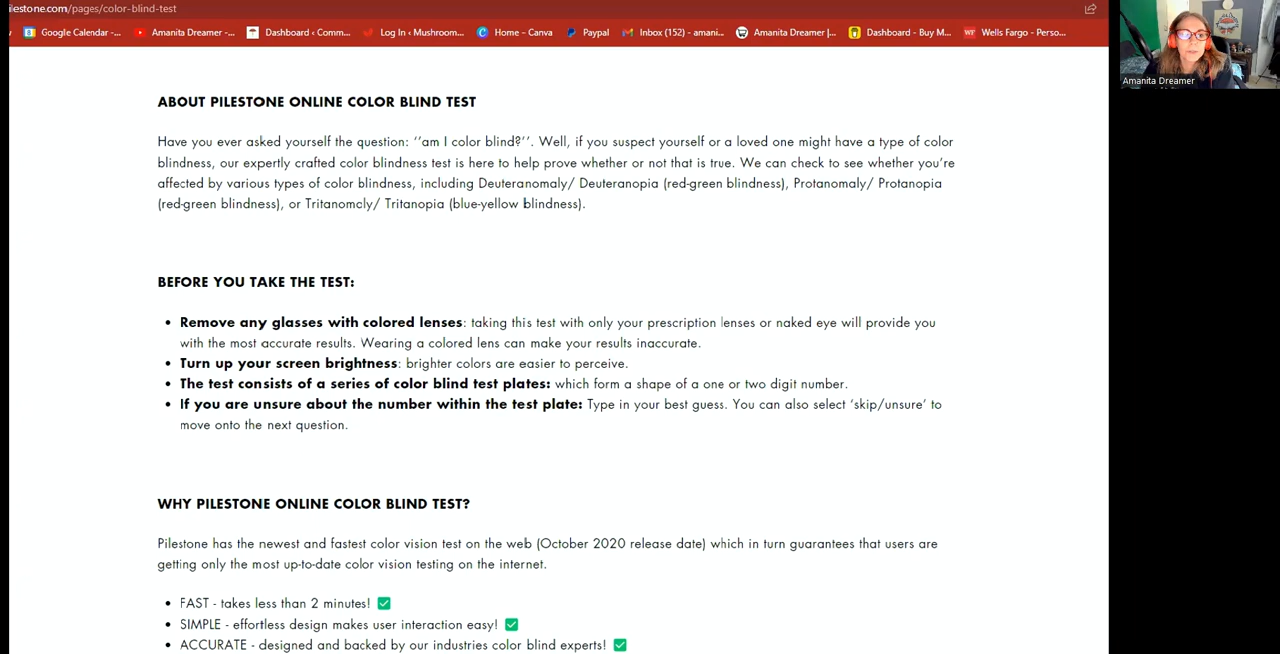 ilestone.com/pages/color-blind-test
Google Calendar -... Amanita Dreamer -... Dashboard ‹ Comm... Log In ‹ Mushroom... Home – Canva Paypal Inbox (152) - amani... Amanita Dreamer |... Dashboard - Buy M... WF Wells Fargo - Perso...
Amanita Dreamer
ABOUT PILESTONE ONLINE COLOR BLIND TEST
Have you ever asked yourself the question: ‘’am I color blind?‘’. Well, if you suspect yourself or a loved one might have a type of color
blindness, our expertly crafted color blindness test is here to help prove whether or not that is true. We can check to see whether you’re
affected by various types of color blindness, including Deuteranomaly/ Deuteranopia (red-green blindness), Protanomaly/ Protanopia
(red-green blindness), or Tritanomoly/ Tritanopia (blue-yellow blindness).
BEFORE YOU TAKE THE TEST:
• Remove any glasses with colored lenses: taking this test with only your prescription lenses or naked eye will provide you
with the most accurate results. Wearing a colored lens can make your results inaccurate.
• Turn up your screen brightness: brighter colors are easier to perceive.
• The test consists of a series of color blind test plates: which form a shape of a one or two digit number.
• If you are unsure about the number within the test plate: Type in your best guess. You can also select ‘skip/unsure’ to
move onto the next question.
WHY PILESTONE ONLINE COLOR BLIND TEST?
Pilestone has the newest and fastest color vision test on the web (October 2020 release date) which in turn guarantees that users are
getting only the most up-to-date color vision testing on the internet.
• FAST - takes less than 2 minutes! ✅
• SIMPLE - effortless design makes user interaction easy! ✅
• ACCURATE - designed and backed by our industries color blind experts! ✅